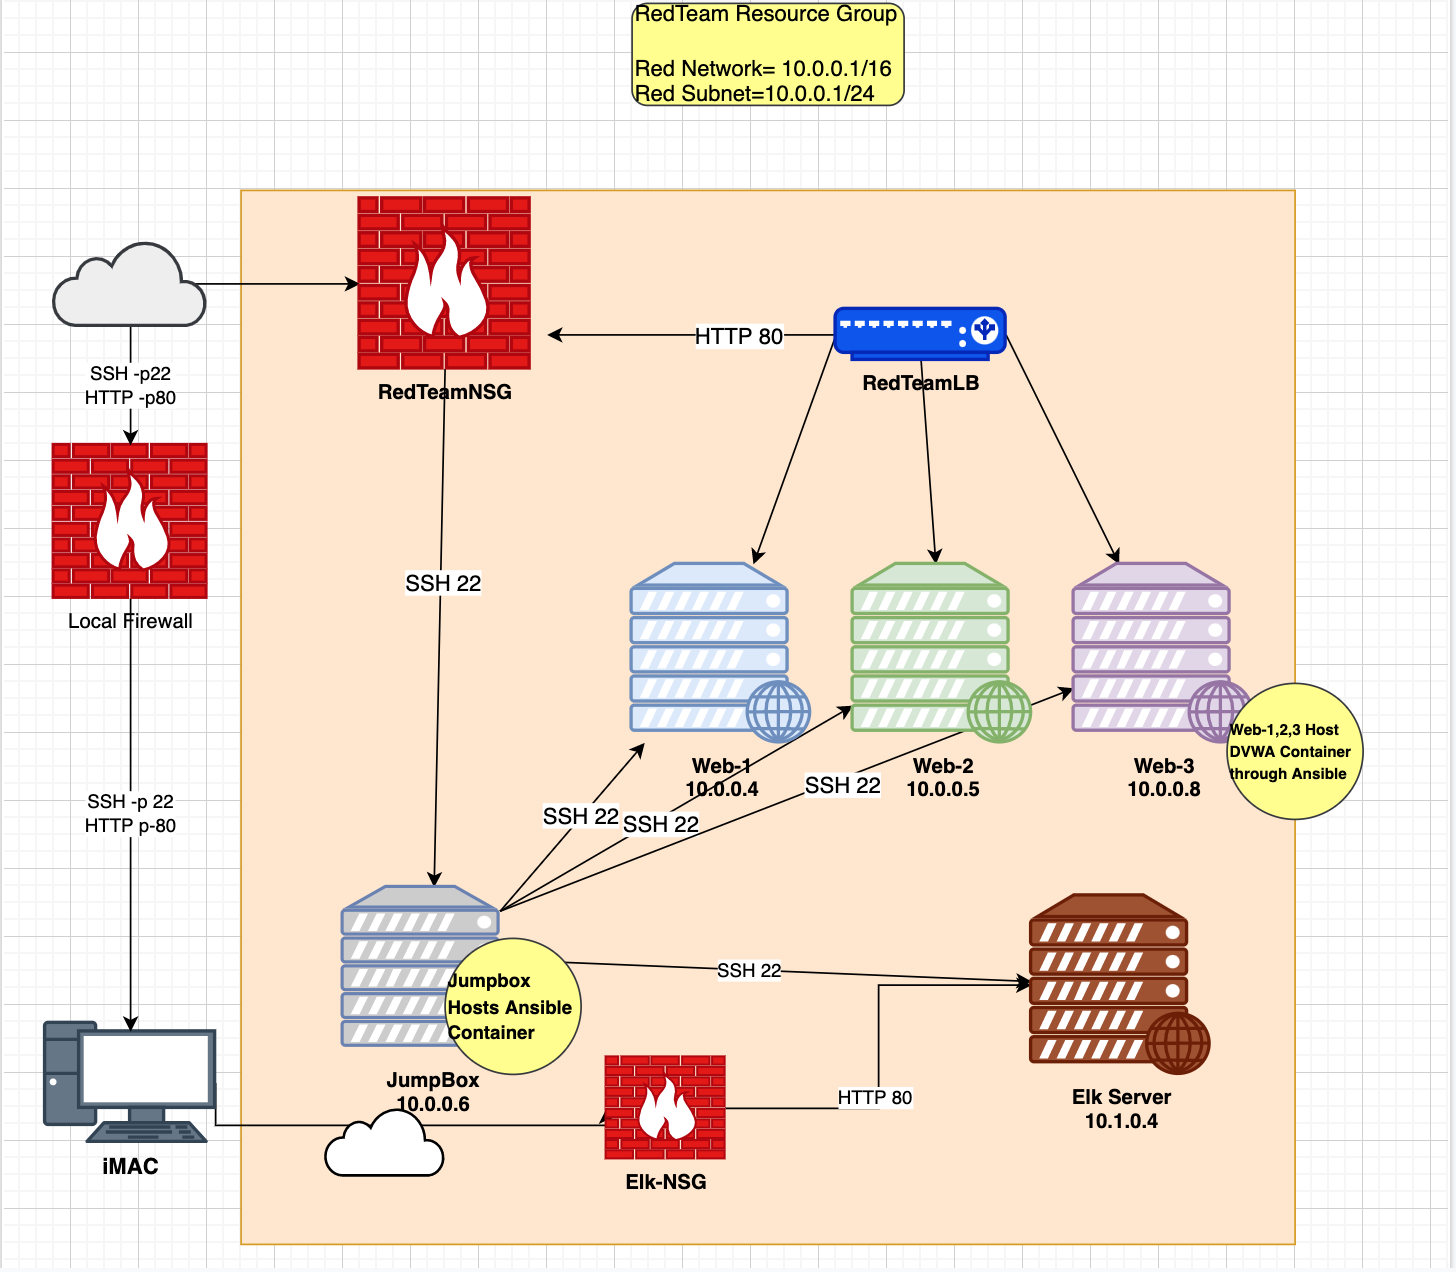 RedTeam Resource Group
Red Network= 10.0.0.1/16
Red Subnet=10.0.0.1/24
HTTP 80
RedTeamNSG
RedTeamLB
SSH -p22
HTTP -p80
SSH 22
Local Firewall
Web-1
10.0.0.4
Web-2
10.0.0.5
Web-3
10.0.0.8
Web-1,2,3 Host
DVWA Container
through Ansible
SSH 22
SSH 22
SSH 22
SSH -p 22
HTTP p-80
SSH 22
Jumpbox
Hosts Ansible
Container
JumpBox
10.0.0.6
HTTP 80
Elk Server
10.1.0.4
iMAC
Elk-NSG